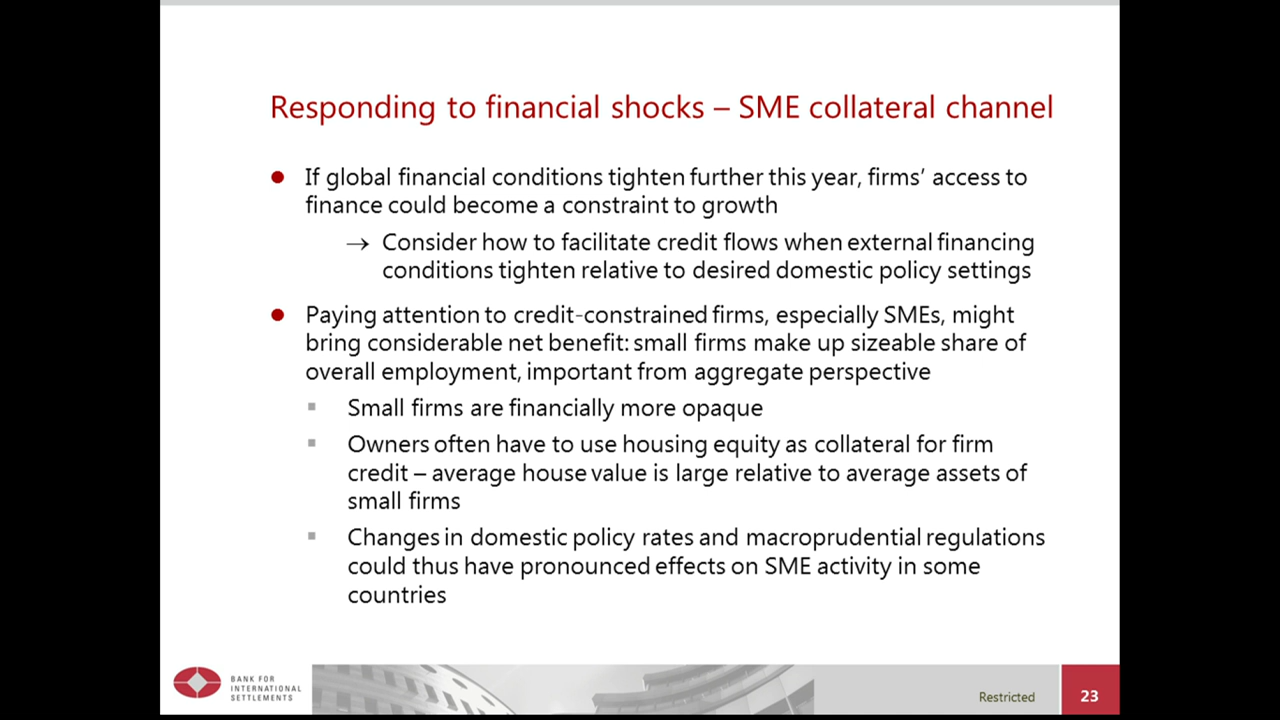 Responding to financial shocks – SME collateral channel
● If global financial conditions tighten further this year, firms’ access to
finance could become a constraint to growth
→ Consider how to facilitate credit flows when external financing
conditions tighten relative to desired domestic policy settings
● Paying attention to credit-constrained firms, especially SMEs, might
bring considerable net benefit: small firms make up sizeable share of
overall employment, important from aggregate perspective
▪ Small firms are financially more opaque
▪ Owners often have to use housing equity as collateral for firm
credit – average house value is large relative to average assets of
small firms
▪ Changes in domestic policy rates and macroprudential regulations
could thus have pronounced effects on SME activity in some
countries
BANK FOR
INTERNATIONAL
SETTLEMENTS
Restricted
23